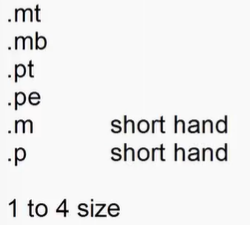 .mt
.mb
.pt
.pe
.m short hand
.p short hand
1 to 4 size